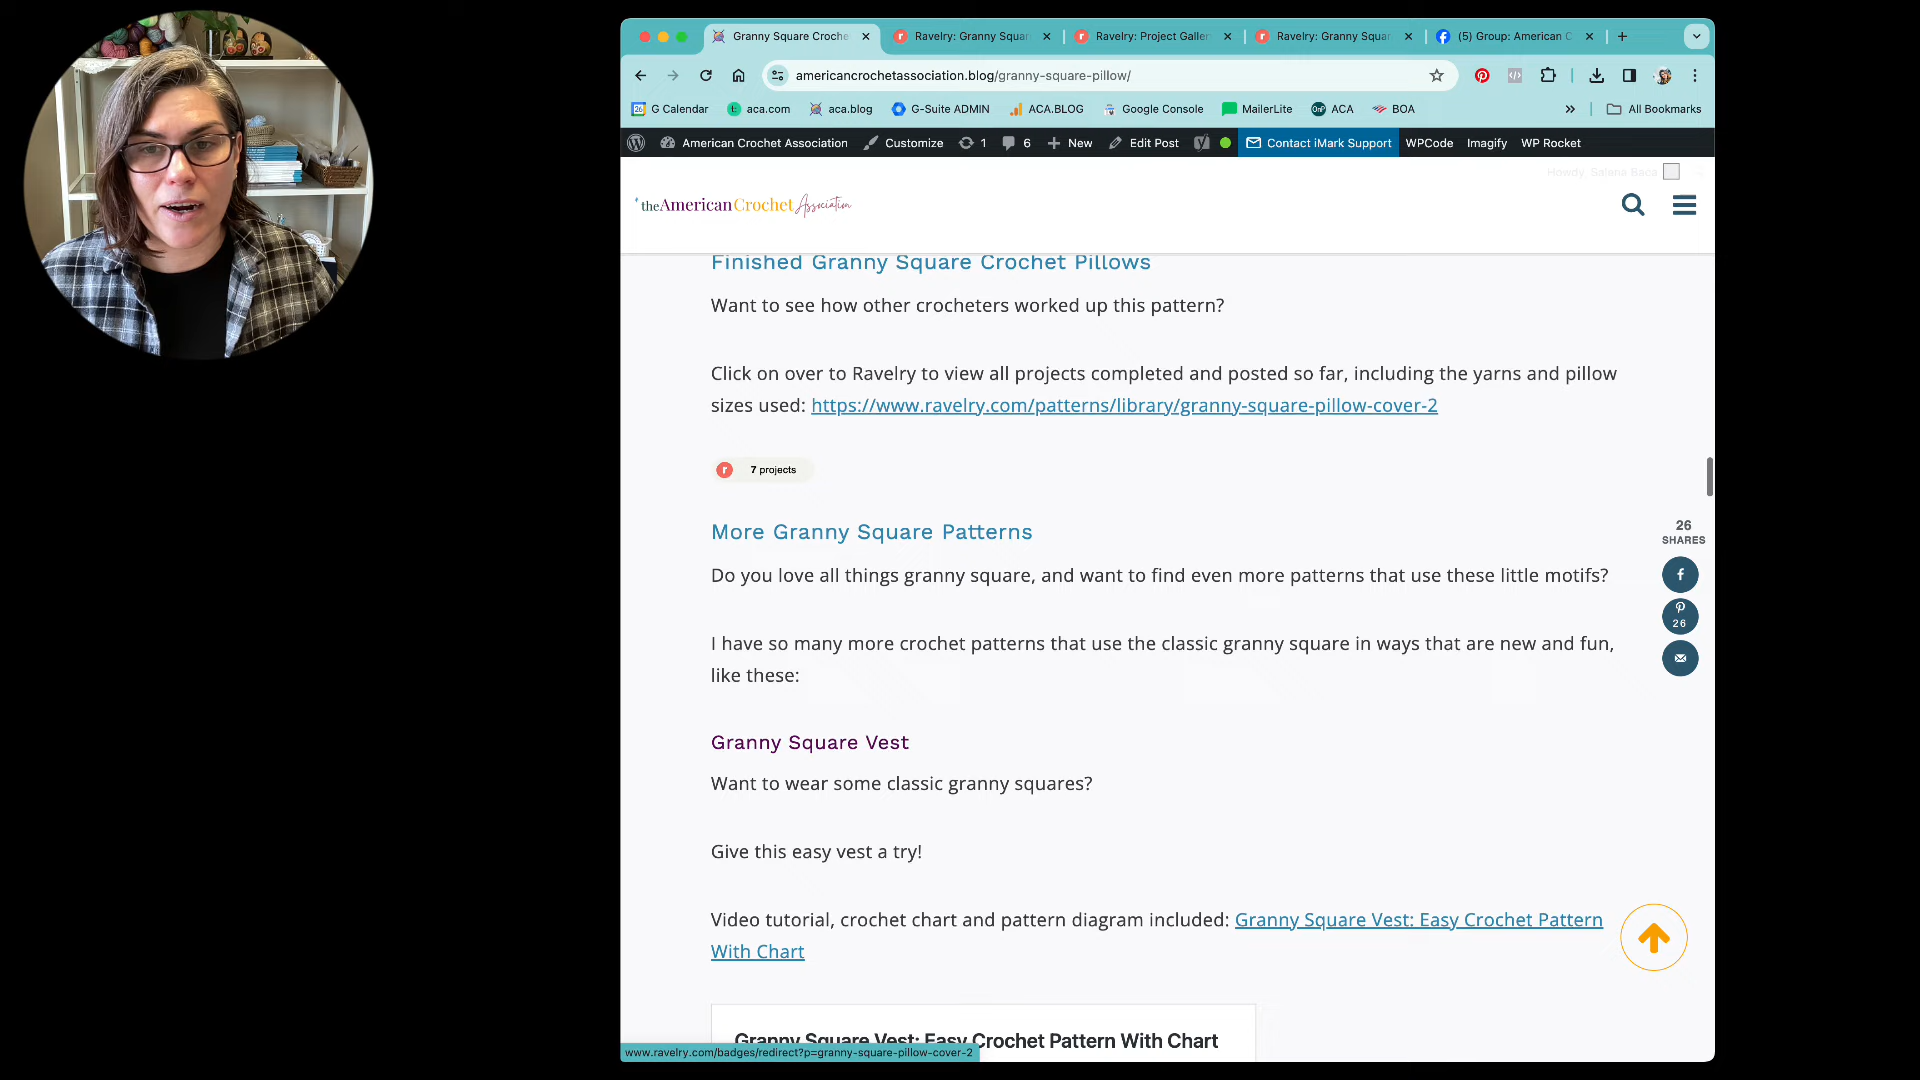 Granny Square Croche
Ravelry: Granny Squar
Ravelry: Project Galler
Ravelry: Granny Squar
(5) Group: American C
americancrochetassociation.blog/granny-square-pillow/
26 G Calendar
aca.com
aca.blog
G-Suite ADMIN
ACA.BLOG
Google Console
MailerLite
ACA
BOA
All Bookmarks
American Crochet Association
Customize
1
6
New
Edit Post
Contact iMark Support
WPCode
Imagify
WP Rocket
Howdy, Salena Baca
theAmericanCrochet Association
Finished Granny Square Crochet Pillows
Want to see how other crocheters worked up this pattern?
Click on over to Ravelry to view all projects completed and posted so far, including the yarns and pillow
sizes used: https://www.ravelry.com/patterns/library/granny-square-pillow-cover-2
r 7 projects
More Granny Square Patterns
26
SHARES
Do you love all things granny square, and want to find even more patterns that use these little motifs?
26
I have so many more crochet patterns that use the classic granny square in ways that are new and fun,
like these:
Granny Square Vest
Want to wear some classic granny squares?
Give this easy vest a try!
Video tutorial, crochet chart and pattern diagram included: Granny Square Vest: Easy Crochet Pattern
With Chart
Granny Square Vest: Easy Crochet Pattern With Chart
www.ravelry.com/badges/redirect?p=granny-square-pillow-cover-2